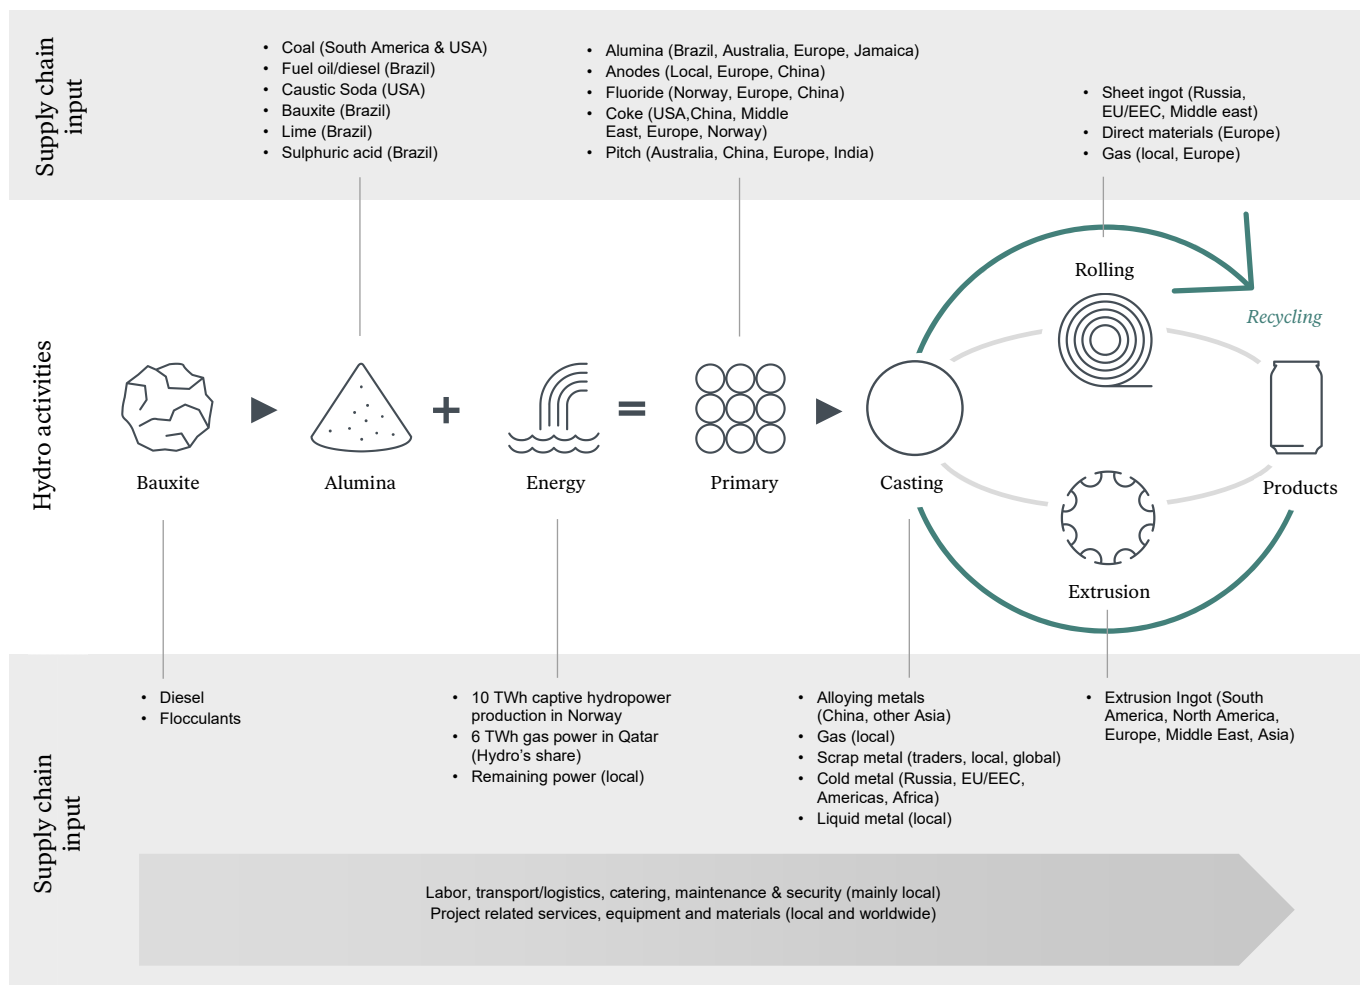 Supply chain
input
• Coal (South America & USA)
• Fuel oil/diesel (Brazil)
• Caustic Soda (USA)
• Bauxite (Brazil)
• Lime (Brazil)
• Sulphuric acid (Brazil)
• Alumina (Brazil, Australia, Europe, Jamaica)
• Anodes (Local, Europe, China)
• Fluoride (Norway, Europe, China)
• Coke (USA,China, Middle
East, Europe, Norway)
• Pitch (Australia, China, Europe, India)
• Sheet ingot (Russia,
EU/EEC, Middle east)
• Direct materials (Europe)
• Gas (local, Europe)
Hydro activities
Bauxite
Alumina
Energy
Primary
Casting
Rolling
Recycling
Extrusion
Products
Supply chain
input
• Diesel
• Flocculants
• 10 TWh captive hydropower
production in Norway
• 6 TWh gas power in Qatar
(Hydro's share)
• Remaining power (local)
• Alloying metals
(China, other Asia)
• Gas (local)
• Scrap metal (traders, local, global)
• Cold metal (Russia, EU/EEC,
Americas, Africa)
• Liquid metal (local)
• Extrusion Ingot (South
America, North America,
Europe, Middle East, Asia)
Labor, transport/logistics, catering, maintenance & security (mainly local)
Project related services, equipment and materials (local and worldwide)